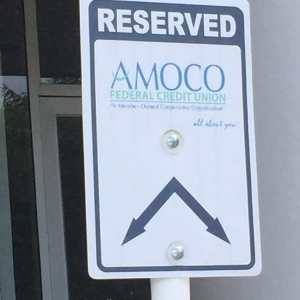 RESERVED
AMOCO
FEDERAL CREDIT UNION
"A Member Owned Cooperative Organization"
all about you